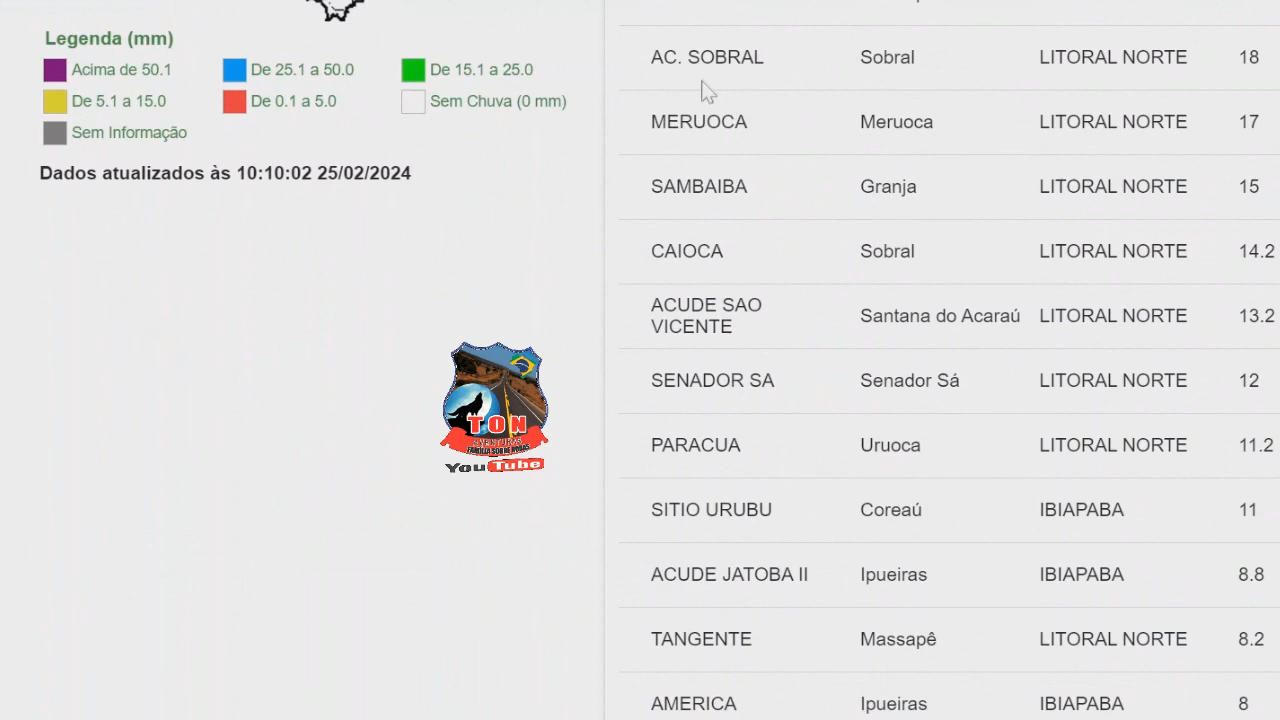 Legenda (mm)
Acima de 50.1
De 25.1 a 50.0
De 15.1 a 25.0
De 5.1 a 15.0
De 0.1 a 5.0
Sem Chuva (0 mm)
Sem Informação
Dados atualizados às 10:10:02 25/02/2024
TON
AVENTURAS
FAMILIA SOBRE RODAS
YouTube
AC. SOBRAL Sobral LITORAL NORTE 18
MERUOCA Meruoca LITORAL NORTE 17
SAMBAIBA Granja LITORAL NORTE 15
CAIOCA Sobral LITORAL NORTE 14.2
ACUDE SAO
VICENTE Santana do Acaraú LITORAL NORTE 13.2
SENADOR SA Senador Sá LITORAL NORTE 12
PARACUA Uruoca LITORAL NORTE 11.2
SITIO URUBU Coreaú IBIAPABA 11
ACUDE JATOBA II Ipueiras IBIAPABA 8.8
TANGENTE Massapê LITORAL NORTE 8.2
AMERICA Ipueiras IBIAPABA 8